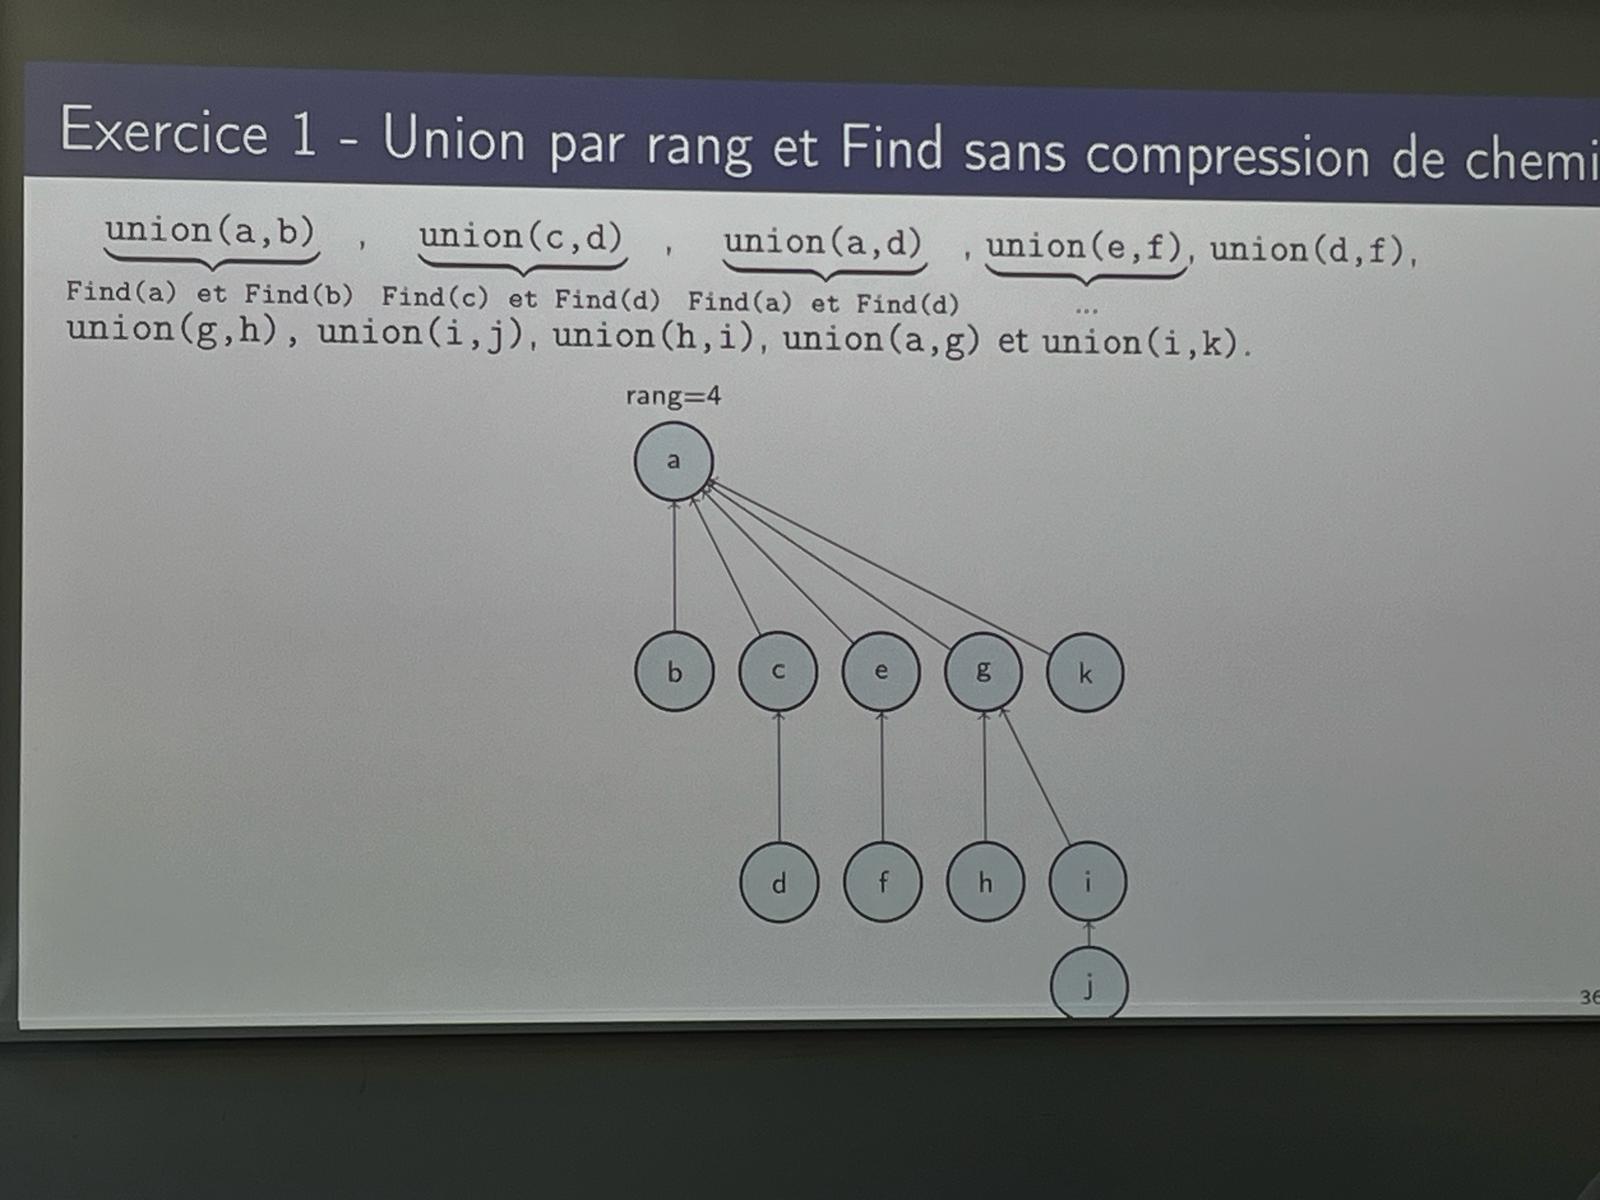 Exercice 1 - Union par rang et Find sans compression de chemi
union(a,b) , union(c,d) , union(a,d) , union(e,f), union(d,f),
Find(a) et Find(b) Find(c) et Find(d) Find(a) et Find(d) ...
union(g,h), union(i,j), union(h,i), union(a,g) et union(i,k).
rang=4
a
b c e g k
d f h i
j
36